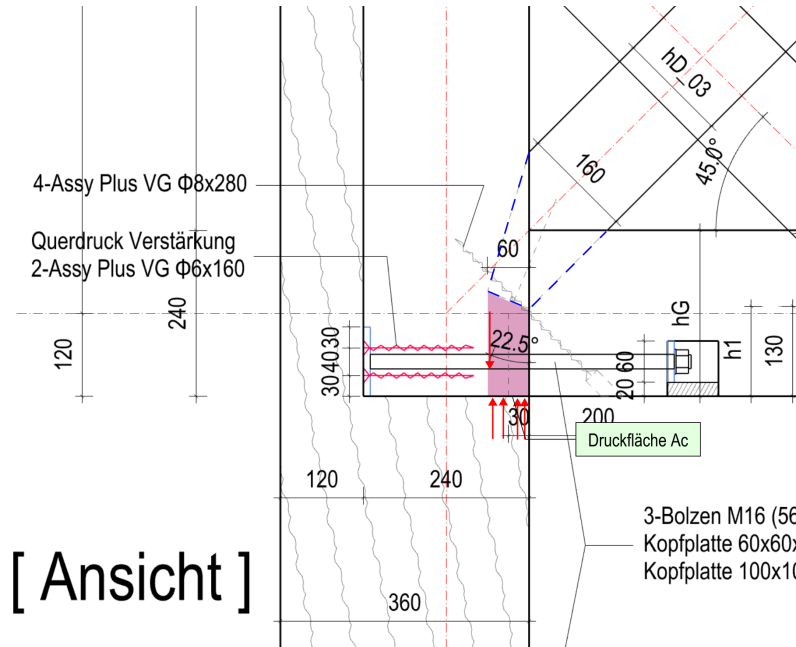 hD_03
160
45.0°
4-Assy Plus VG Φ8x280
Querdruck Verstärkung
2-Assy Plus VG Φ6x160
60
240
120
30
40
30
22.5°
hG
h1
130
60
20
30
200
Druckfläche Ac
120
240
3-Bolzen M16 (56
Kopfplatte 60x60x
Kopfplatte 100x10
[ Ansicht ]
360